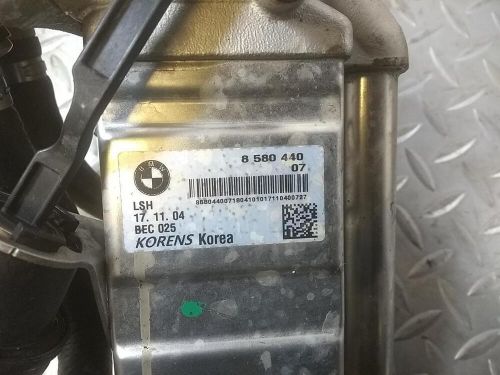 8 580 440
07
LSH
17. 11. 04
BEC 025
KORENS Korea